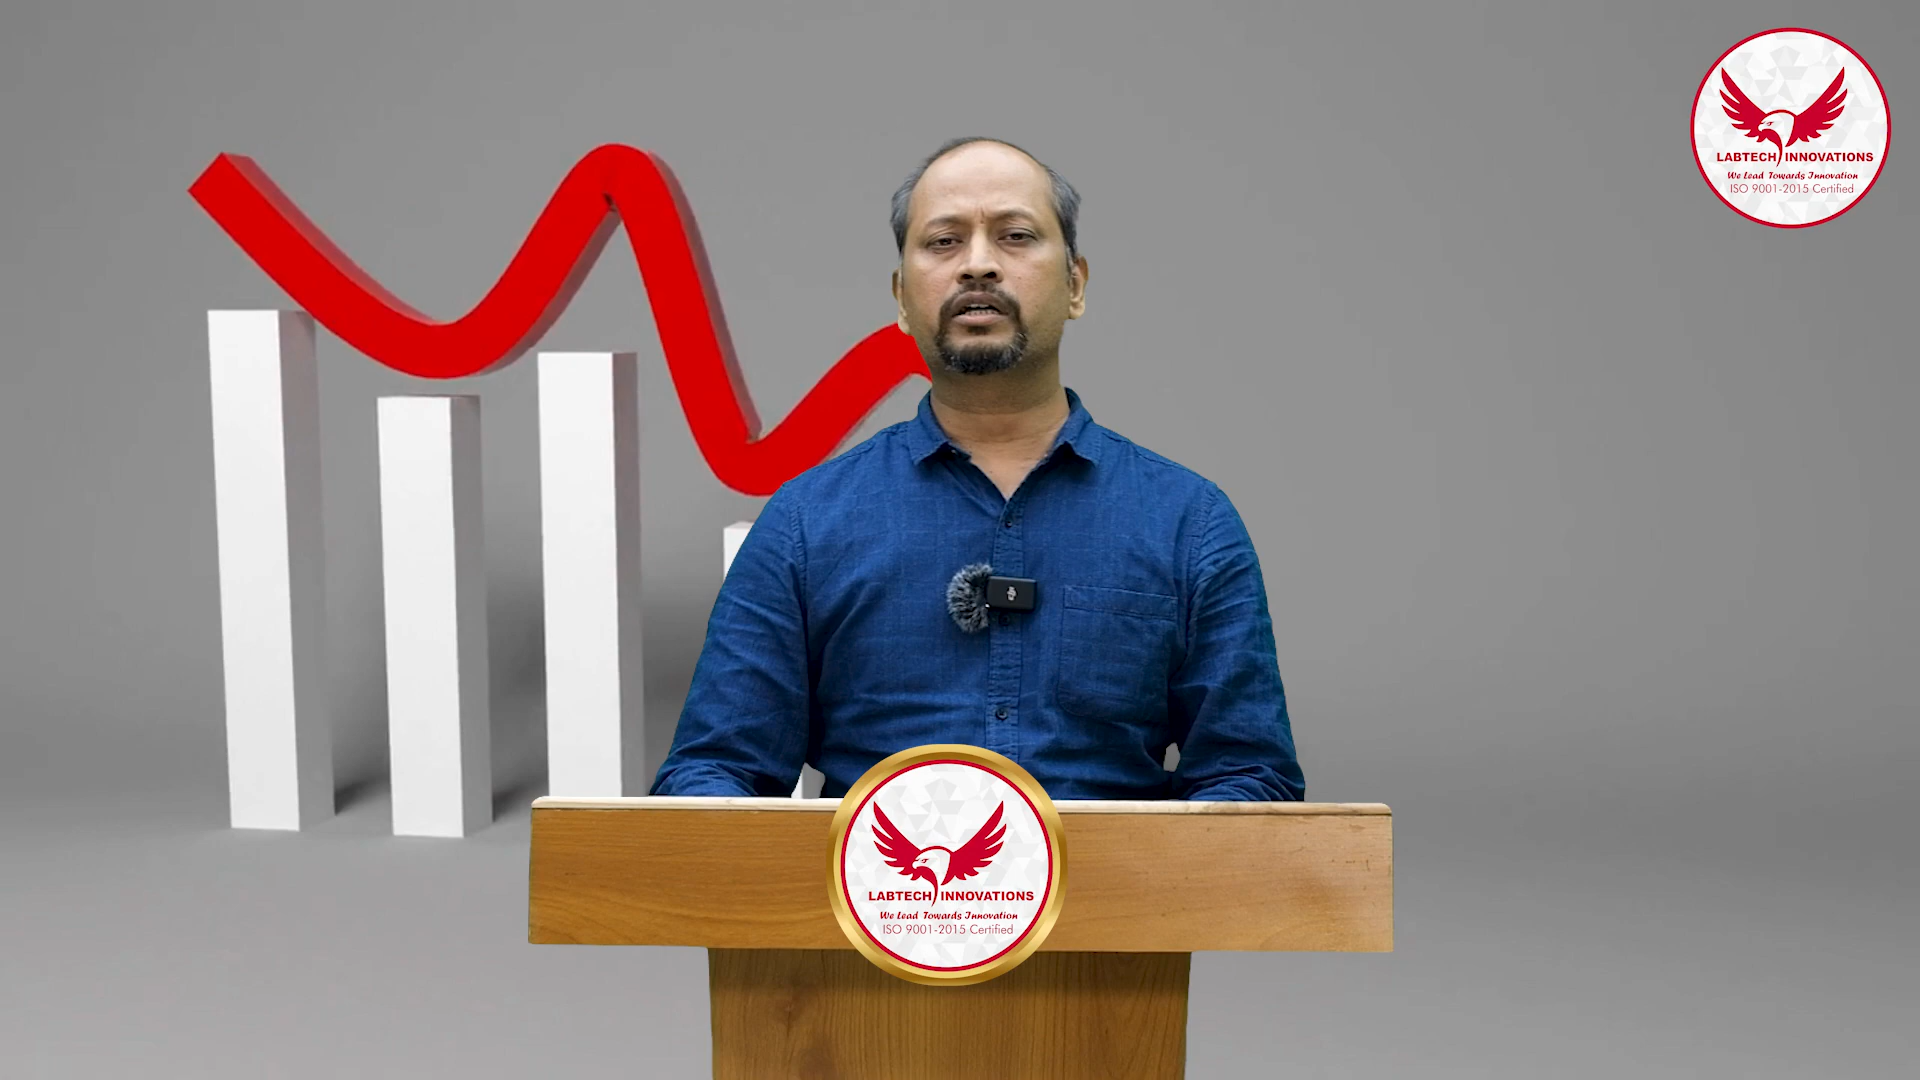 LABTECH INNOVATIONS
We Lead Towards Innovation
ISO 9001-2015 Certified
LABTECH INNOVATIONS
We Lead Towards Innovation
ISO 9001-2015 Certified